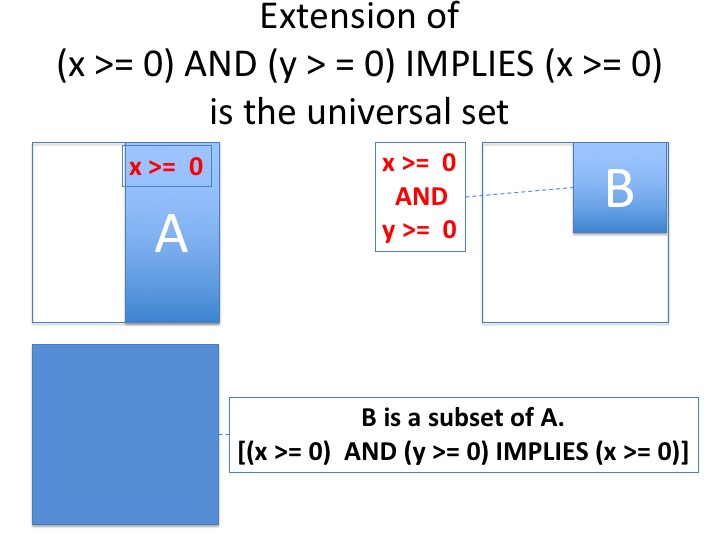 Extension of
(x >= 0) AND (y > = 0) IMPLIES (x >= 0)
is the universal set
x >= 0
A
x >= 0
AND
y >= 0
B
B is a subset of A.
[(x >= 0) AND (y >= 0) IMPLIES (x >= 0)]